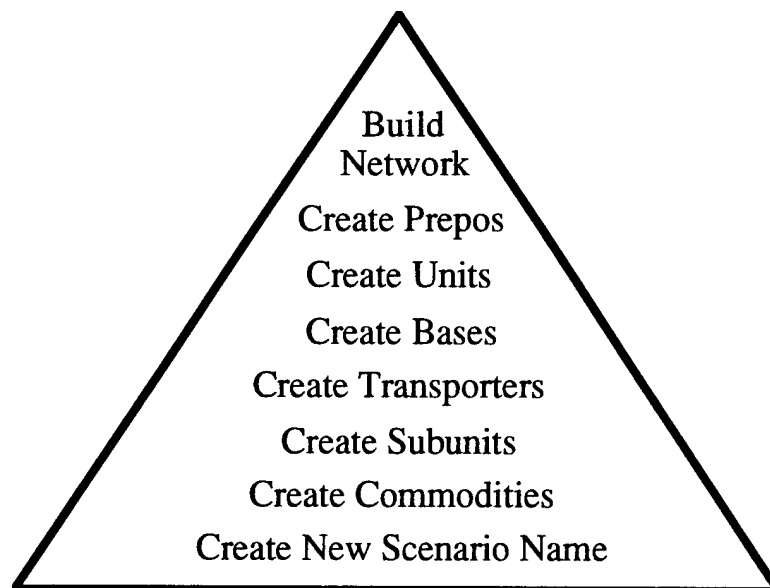 Build
Network
Create Prepos
Create Units
Create Bases
Create Transporters
Create Subunits
Create Commodities
Create New Scenario Name